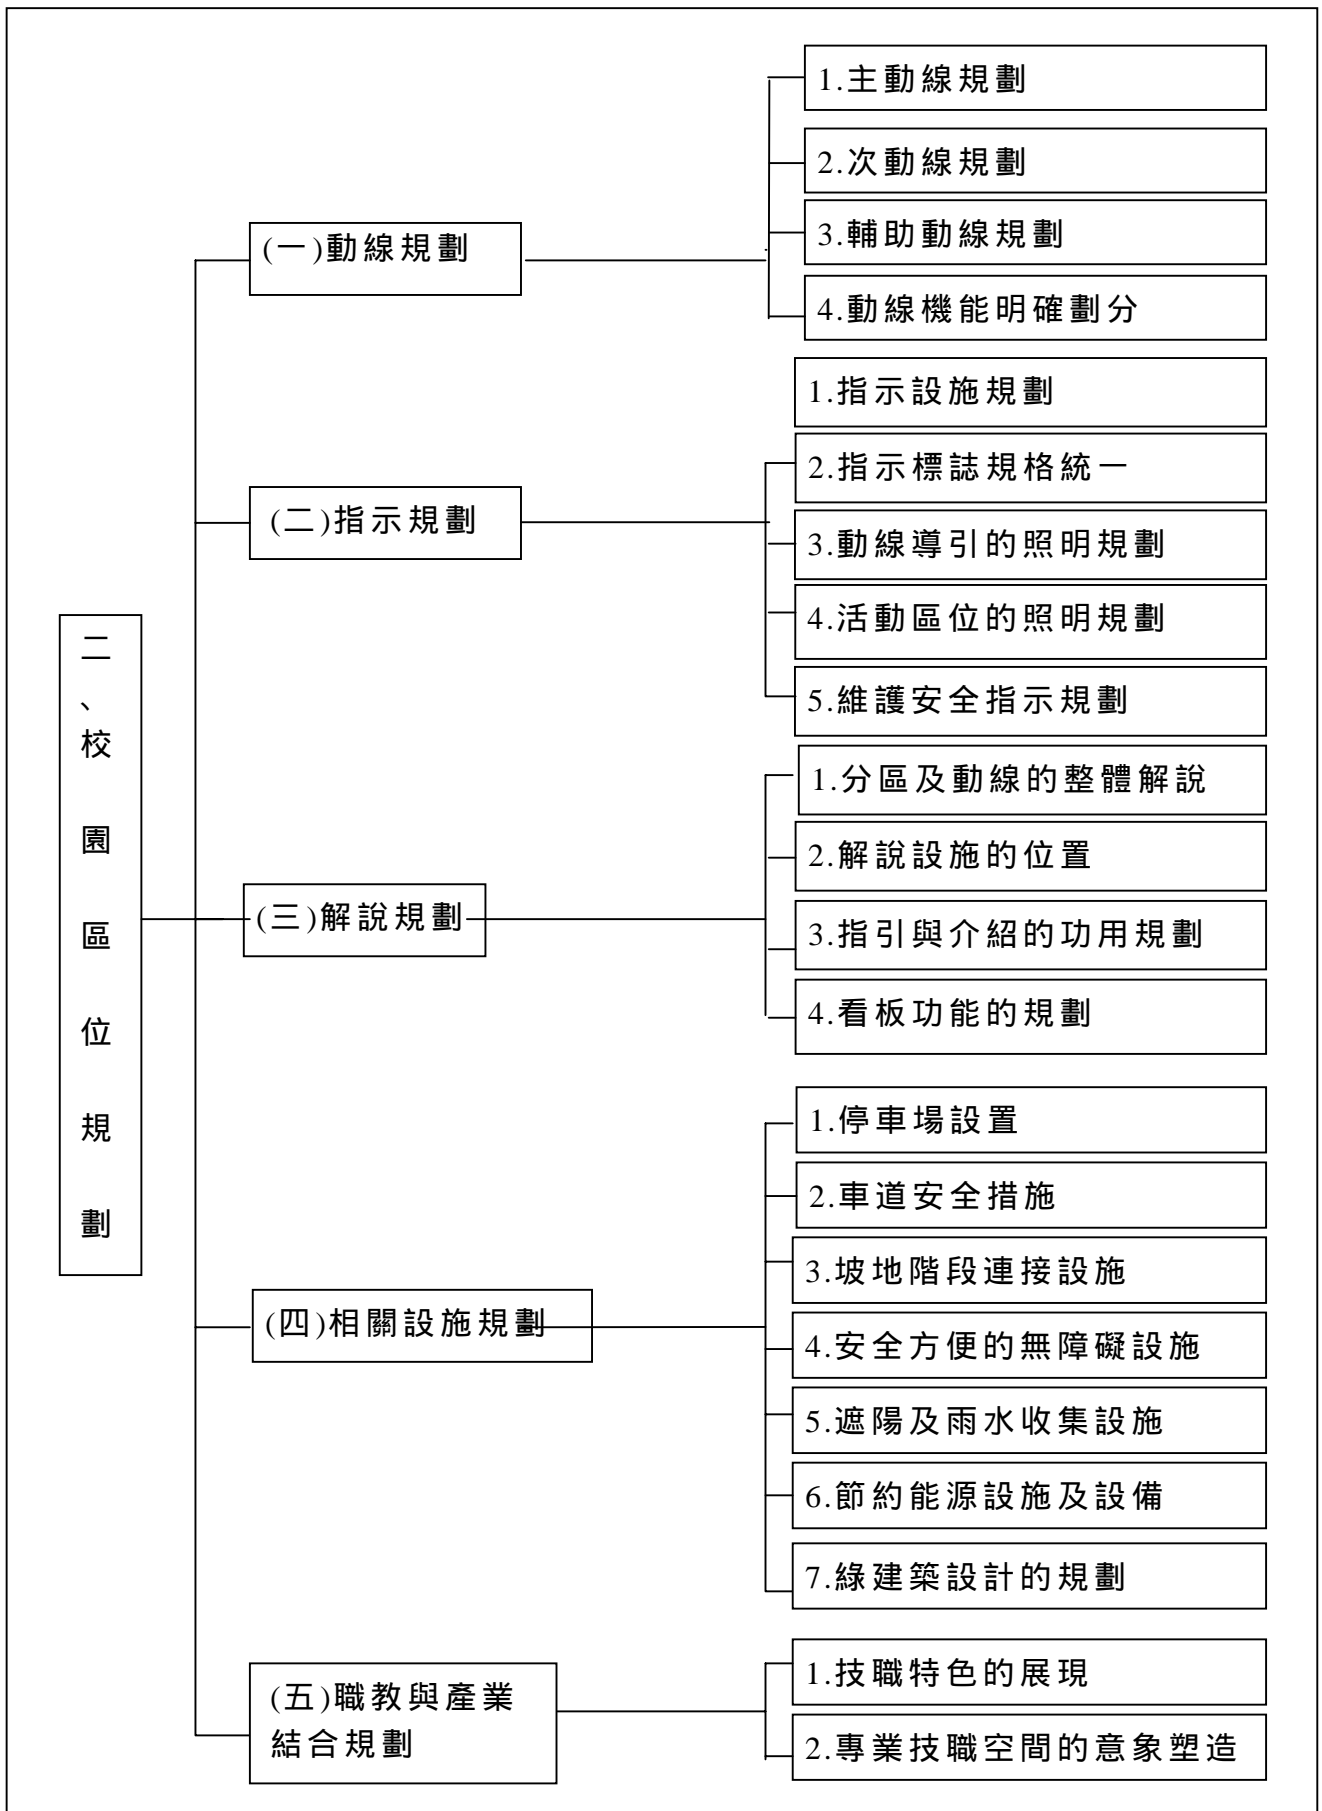 二、校園區位規劃
(一)動線規劃
1.主動線規劃
2.次動線規劃
3.輔助動線規劃
4.動線機能明確劃分
(二)指示規劃
1.指示設施規劃
2.指示標誌規格統一
3.動線導引的照明規劃
4.活動區位的照明規劃
5.維護安全指示規劃
(三)解說規劃
1.分區及動線的整體解說
2.解說設施的位置
3.指引與介紹的功用規劃
4.看板功能的規劃
(四)相關設施規劃
1.停車場設置
2.車道安全措施
3.坡地階段連接設施
4.安全方便的無障礙設施
5.遮陽及雨水收集設施
6.節約能源設施及設備
7.綠建築設計的規劃
(五)職教與產業
結合規劃
1.技職特色的展現
2.專業技職空間的意象塑造